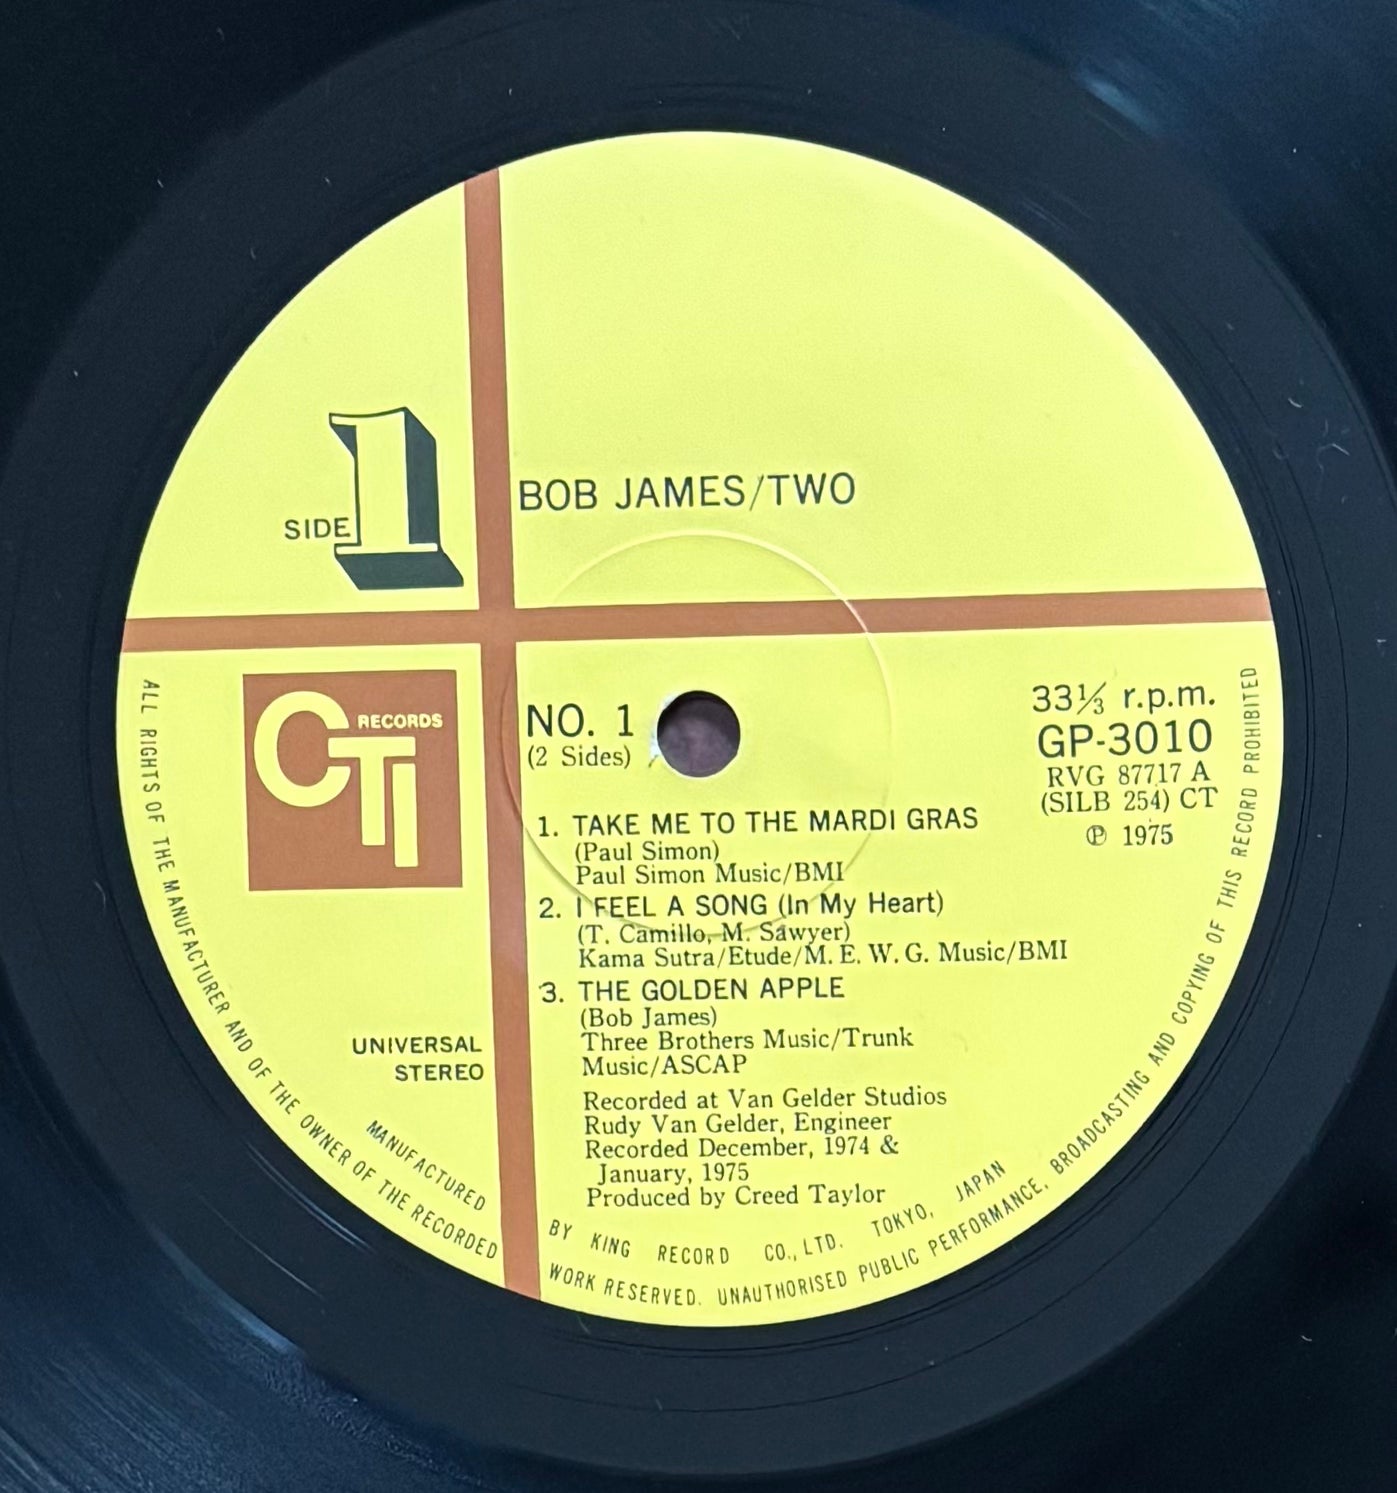 SIDE 1
BOB JAMES/TWO
CTI RECORDS
NO. 1
(2 Sides)
33⅓ r.p.m.
GP-3010
RVG 87717 A
(SILB 254) CT
℗ 1975
1. TAKE ME TO THE MARDI GRAS
(Paul Simon)
Paul Simon Music/BMI
2. I FEEL A SONG (In My Heart)
(T. Camillo, M. Sawyer)
Kama Sutra/Etude/M. E. W. G. Music/BMI
3. THE GOLDEN APPLE
(Bob James)
Three Brothers Music/Trunk
Music/ASCAP
UNIVERSAL
STEREO
Recorded at Van Gelder Studios
Rudy Van Gelder, Engineer
Recorded December, 1974 &
January, 1975
Produced by Creed Taylor
MANUFACTURED BY KING RECORD CO., LTD. TOKYO, JAPAN
ALL RIGHTS OF THE MANUFACTURER AND OF THE OWNER OF THE RECORDED WORK RESERVED. UNAUTHORISED PUBLIC PERFORMANCE, BROADCASTING AND COPYING OF THIS RECORD PROHIBITED